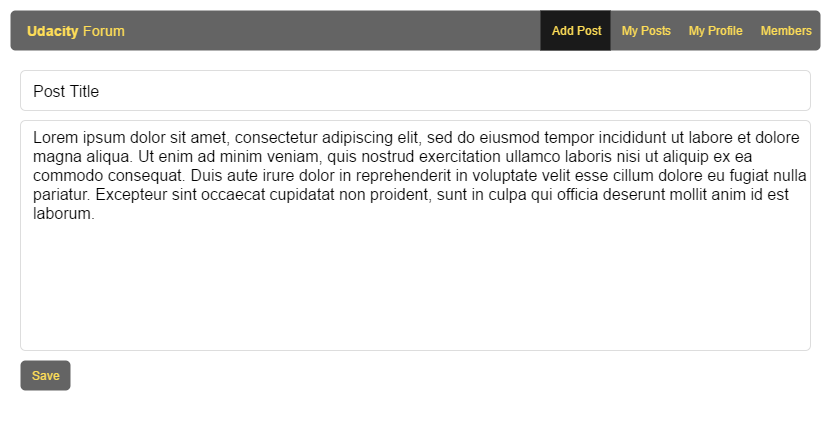 Udacity Forum Add Post My Posts My Profile Members
Post Title
Lorem ipsum dolor sit amet, consectetur adipiscing elit, sed do eiusmod tempor incididunt ut labore et dolore
magna aliqua. Ut enim ad minim veniam, quis nostrud exercitation ullamco laboris nisi ut aliquip ex ea
commodo consequat. Duis aute irure dolor in reprehenderit in voluptate velit esse cillum dolore eu fugiat nulla
pariatur. Excepteur sint occaecat cupidatat non proident, sunt in culpa qui officia deserunt mollit anim id est
laborum.
Save